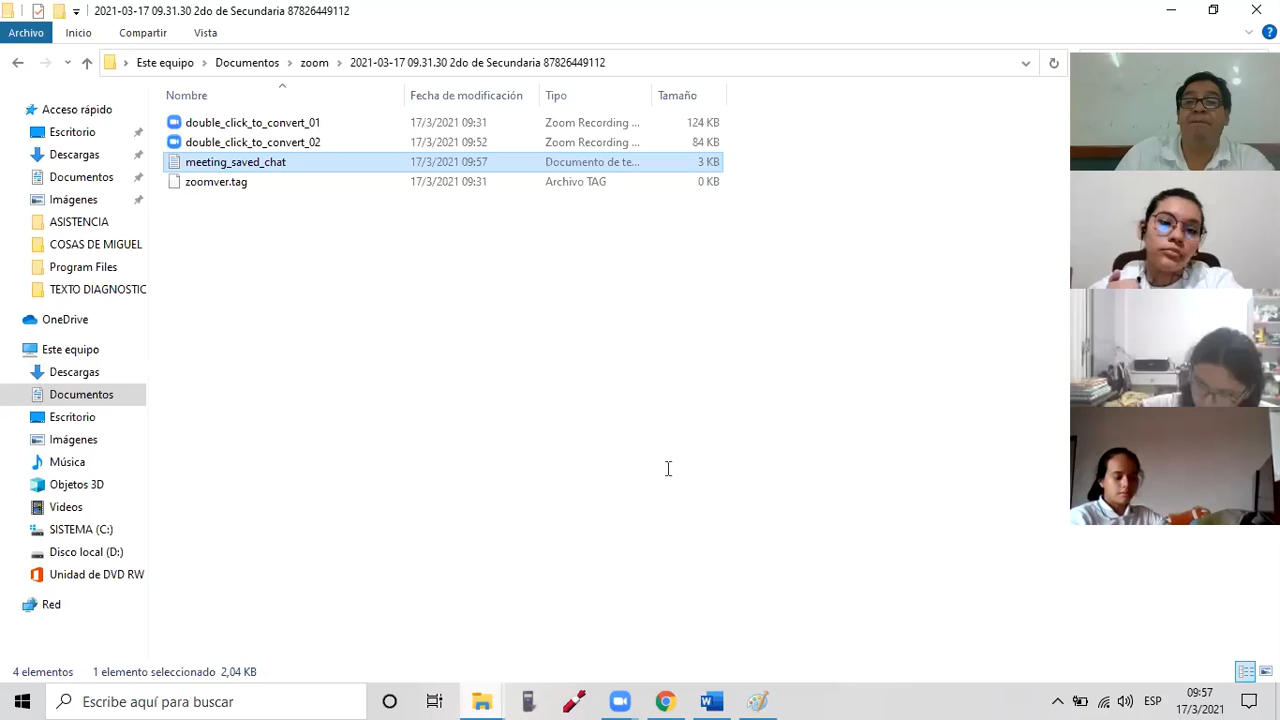 2021-03-17 09.31.30 2do de Secundaria 87826449112
Archivo Inicio Compartir Vista
Este equipo Documentos zoom 2021-03-17 09.31.30 2do de Secundaria 87826449112
Nombre Fecha de modificación Tipo Tamaño
double_click_to_convert_01 17/3/2021 09:31 Zoom Recording ... 124 KB
double_click_to_convert_02 17/3/2021 09:52 Zoom Recording ... 84 KB
meeting_saved_chat 17/3/2021 09:57 Documento de te... 3 KB
zoomver.tag 17/3/2021 09:31 Archivo TAG 0 KB
Acceso rápido
Escritorio
Descargas
Documentos
Imágenes
ASISTENCIA
COSAS DE MIGUEL
Program Files
TEXTO DIAGNOSTIC
OneDrive
Este equipo
Descargas
Documentos
Escritorio
Imágenes
Música
Objetos 3D
Videos
SISTEMA (C:)
Disco local (D:)
Unidad de DVD RW
Red
4 elementos 1 elemento seleccionado 2,04 KB
Escribe aquí para buscar
ESP
09:57
17/3/2021